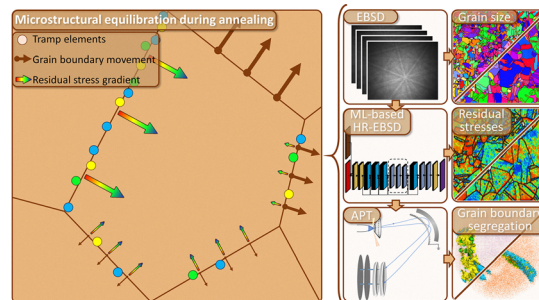 Microstructural equilibration during annealing
Tramp elements
Grain boundary movement
Residual stress gradient
EBSD
Grain size
ML-based
HR-EBSD
Residual
stresses
APT
Grain boundary
segregation